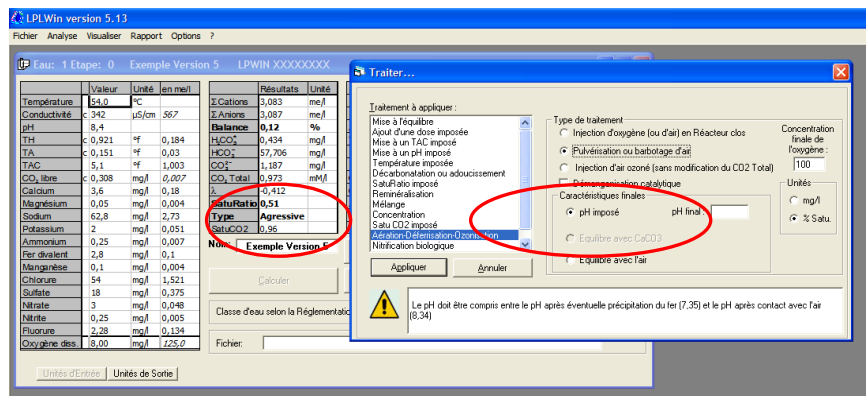 LPLWin version 5.13
Fichier Analyse Visualiser Rapport Options ?
Eau: 1 Etape: 0 Exemple Version 5 LPWIN XXXXXXXX
Valeur Unité en me/l
Température 54,0 °C
Conductivité c 342 µS/cm 567
pH 8,4
TH c 0,921 °f 0,184
TA c 0,151 °f 0,03
TAC 5,1 °f 1,003
CO2 libre c 0,308 mg/l 0,007
Calcium 3,6 mg/l 0,18
Magnésium 0,05 mg/l 0,004
Sodium 62,8 mg/l 2,73
Potassium 2 mg/l 0,051
Ammonium 0,25 mg/l 0,007
Fer divalent 2,8 mg/l 0,1
Manganèse 0,1 mg/l 0,004
Chlorure 54 mg/l 1,521
Sulfate 18 mg/l 0,375
Nitrate 3 mg/l 0,048
Nitrite 0,25 mg/l 0,005
Fluorure 2,28 mg/l 0,134
Oxygène diss. 8,00 mg/l 125,0
Unités d'Entrée Unités de Sortie
Résultats Unité
ΣCations 3,083 me/l
ΣAnions 3,087 me/l
Balance 0,12 %
H2CO3* 0,434 mg/l
HCO3- 57,706 mg/l
CO3-- 1,187 mg/l
CO2 Total 0,973 mM/l
λ -0,412
SatuRatio 0,51
Type Agressive
SatuCO2 0,96
Nom: Exemple Version 5
Calculer
Classe d'eau selon la Réglementatio
Fichier:
Traiter...
Traitement à appliquer :
Mise à l'équilibre
Ajout d'une dose imposée
Mise à un TAC imposé
Mise à un pH imposé
Température imposée
Décarbonatation ou adoucissement
SatuRatio imposé
Reminéralisation
Mélange
Concentration
Satu CO2 imposé
Aération-Déferrisation-Ozonisation
Nitrification biologique
Appliquer Annuler
Type de traitement
Injection d'oxygène (ou d'air) en Réacteur clos
Pulvérisation ou barbotage d'air
Injection d'air ozoné (sans modification du CO2 Total)
Démanganisation catalytique
Caractéristiques finales
pH imposé pH final :
Equilibre avec CaCO3
Equilibre avec l'air
Concentration
finale de
l'oxygène :
100
Unités
mg/l
% Satu.
Le pH doit être compris entre le pH après éventuelle précipitation du fer (7,35) et le pH après contact avec l'air
(8,34)